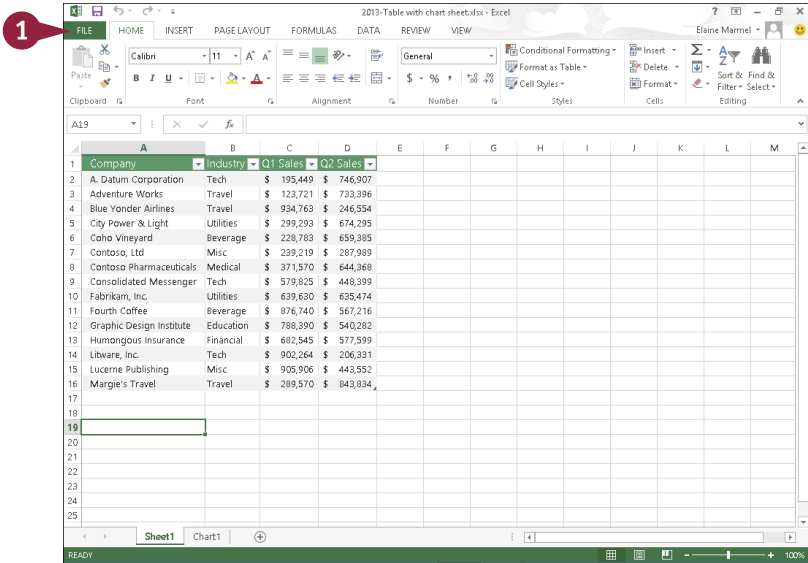 2013-Table with chart sheet.xlsx - Excel
1
FILE HOME INSERT PAGE LAYOUT FORMULAS DATA REVIEW VIEW Elaine Marmel
Calibri 11 General Conditional Formatting Insert
Paste Format as Table Delete Sort & Find &
B I U $ % , Cell Styles Format Filter Select
Clipboard Font Alignment Number Styles Cells Editing
A19 fx
A B C D E F G H I J K L M
1 Company Industry Q1 Sales Q2 Sales
2 A. Datum Corporation Tech $ 195,449 $ 746,907
3 Adventure Works Travel $ 123,721 $ 733,396
4 Blue Yonder Airlines Travel $ 934,763 $ 246,554
5 City Power & Light Utilities $ 299,293 $ 674,295
6 Coho Vineyard Beverage $ 228,783 $ 659,385
7 Contoso, Ltd Misc $ 239,219 $ 287,989
8 Contoso Pharmaceuticals Medical $ 371,570 $ 644,368
9 Consolidated Messenger Tech $ 579,825 $ 448,399
10 Fabrikam, Inc. Utilities $ 639,630 $ 635,474
11 Fourth Coffee Beverage $ 876,740 $ 567,216
12 Graphic Design Institute Education $ 788,390 $ 540,282
13 Humongous Insurance Financial $ 682,545 $ 577,599
14 Litware, Inc. Tech $ 902,264 $ 206,331
15 Lucerne Publishing Misc $ 905,906 $ 443,552
16 Margie's Travel Travel $ 289,570 $ 843,834
17
18
19
20
21
22
23
24
25
Sheet1 Chart1
READY 100%